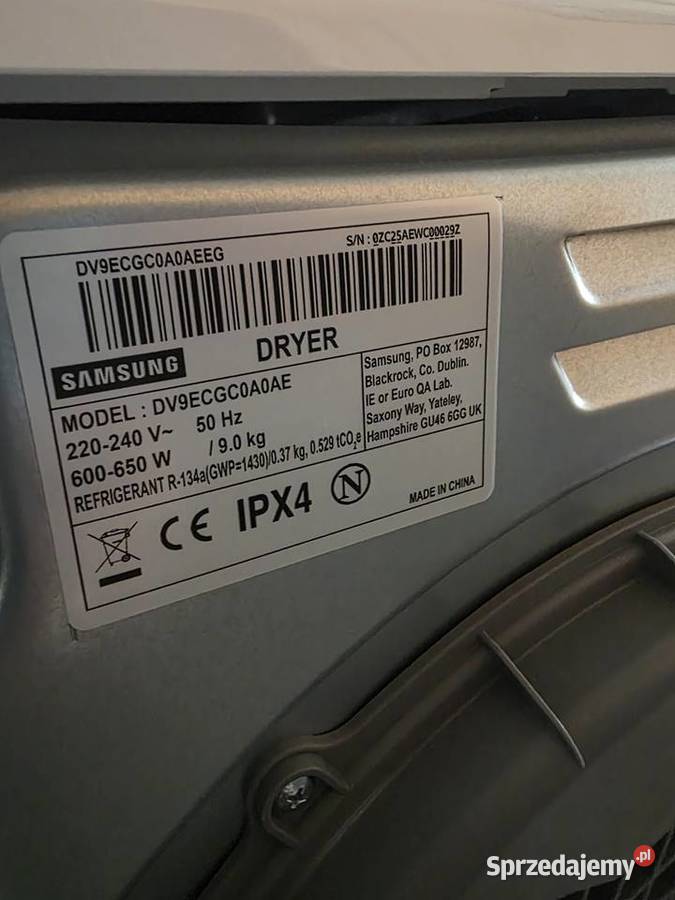 DV9ECGC0A0AEEG
S/N : 0ZC25AEWC00029Z
SAMSUNG
DRYER
MODEL : DV9ECGC0A0AE
220-240 V~ 50 Hz
600-650 W / 9.0 kg
REFRIGERANT R-134a(GWP=1430)/0.37 kg, 0.529 tCO₂e
Samsung, PO Box 12987,
Blackrock, Co. Dublin.
IE or Euro QA Lab.
Saxony Way, Yateley,
Hampshire GU46 6GG UK
CE IPX4 N
MADE IN CHINA
Sprzedajemy.pl